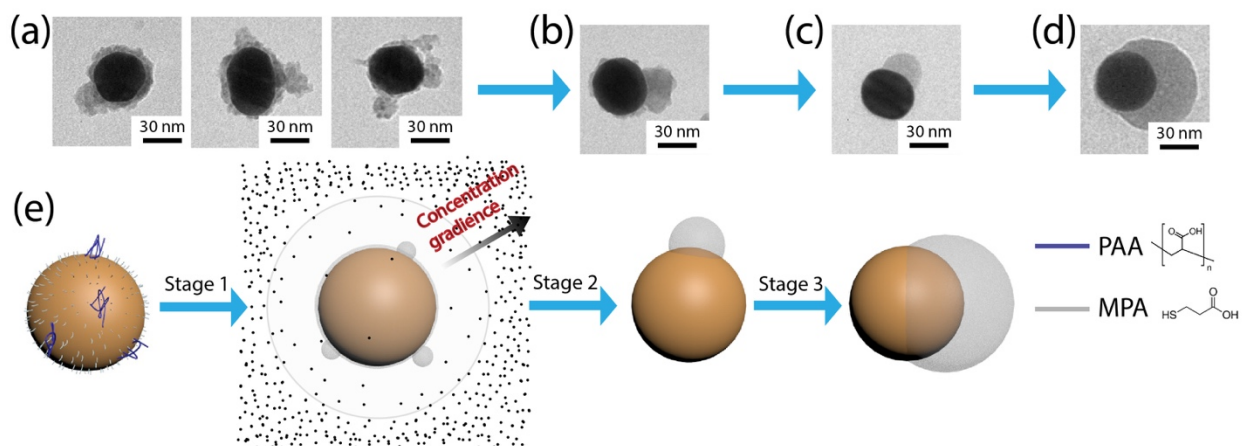 (a)
30 nm
30 nm
30 nm
(b)
30 nm
(c)
30 nm
(d)
30 nm
(e)
Stage 1
Concentration
gradience
Stage 2
Stage 3
PAA
O
OH
n
MPA
HS
O
OH